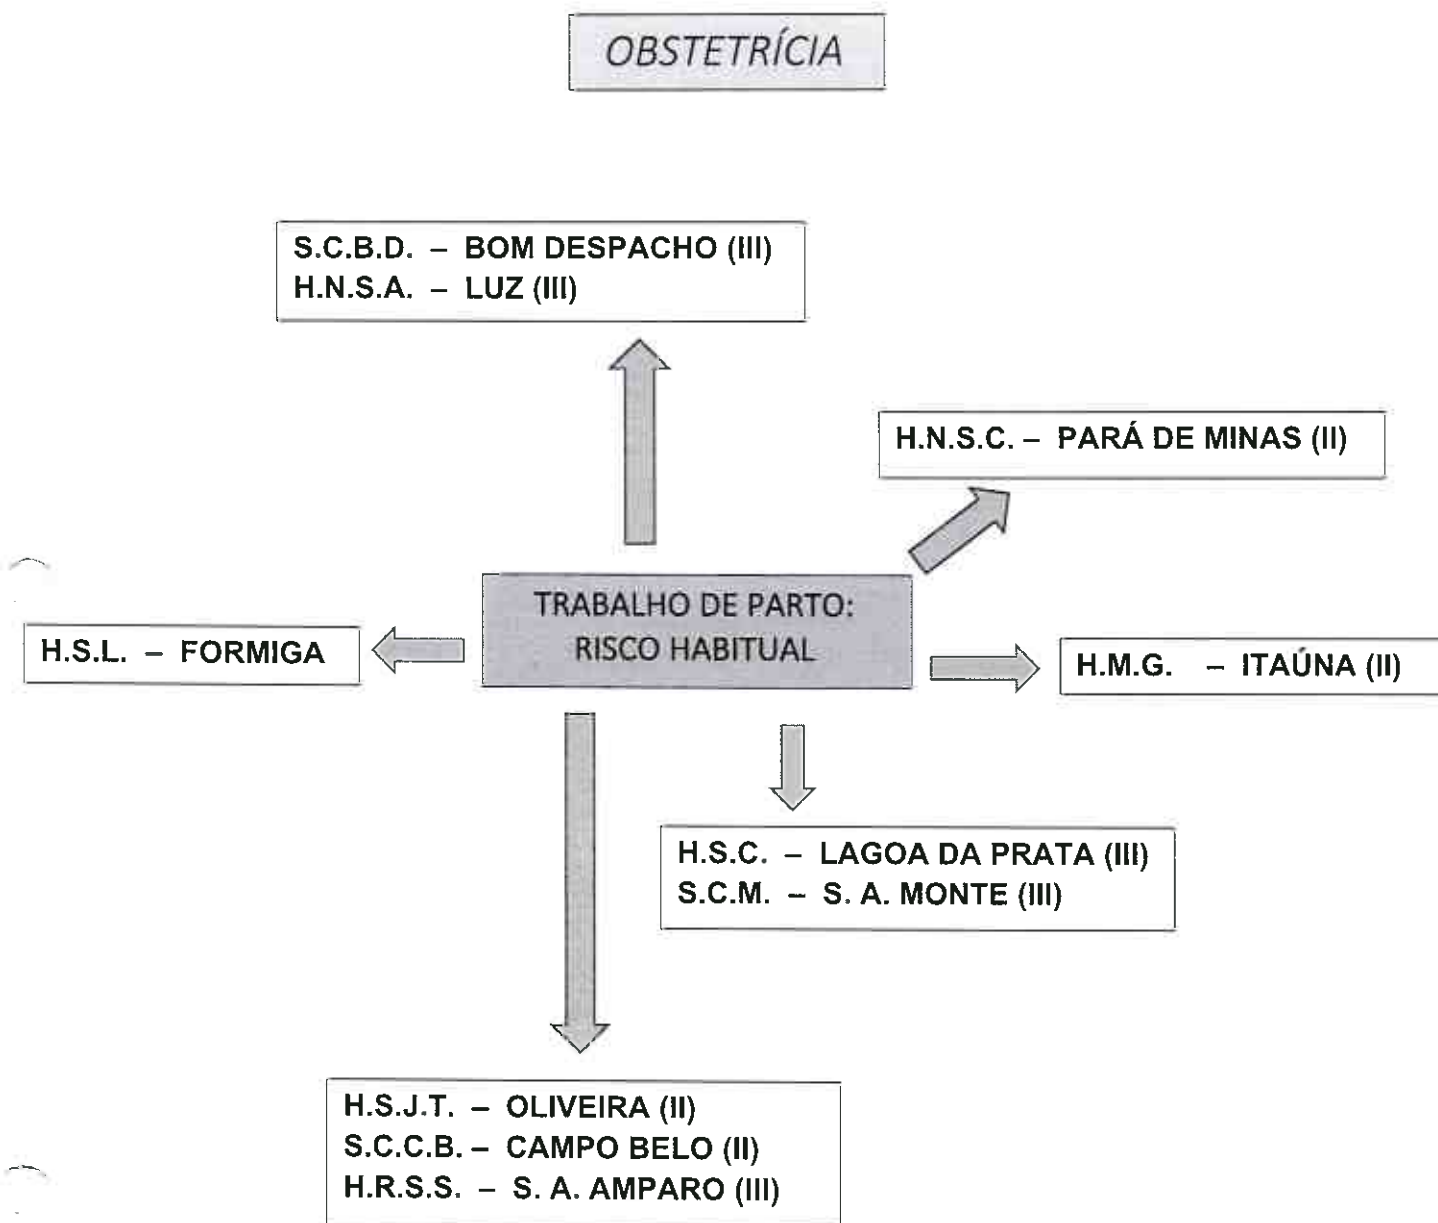 OBSTETRÍCIA
S.C.B.D. – BOM DESPACHO (III)
H.N.S.A. – LUZ (III)
H.N.S.C. – PARÁ DE MINAS (II)
TRABALHO DE PARTO:
RISCO HABITUAL
H.S.L. – FORMIGA
H.M.G. – ITAÚNA (II)
H.S.C. – LAGOA DA PRATA (III)
S.C.M. – S. A. MONTE (III)
H.S.J.T. – OLIVEIRA (II)
S.C.C.B. – CAMPO BELO (II)
H.R.S.S. – S. A. AMPARO (III)